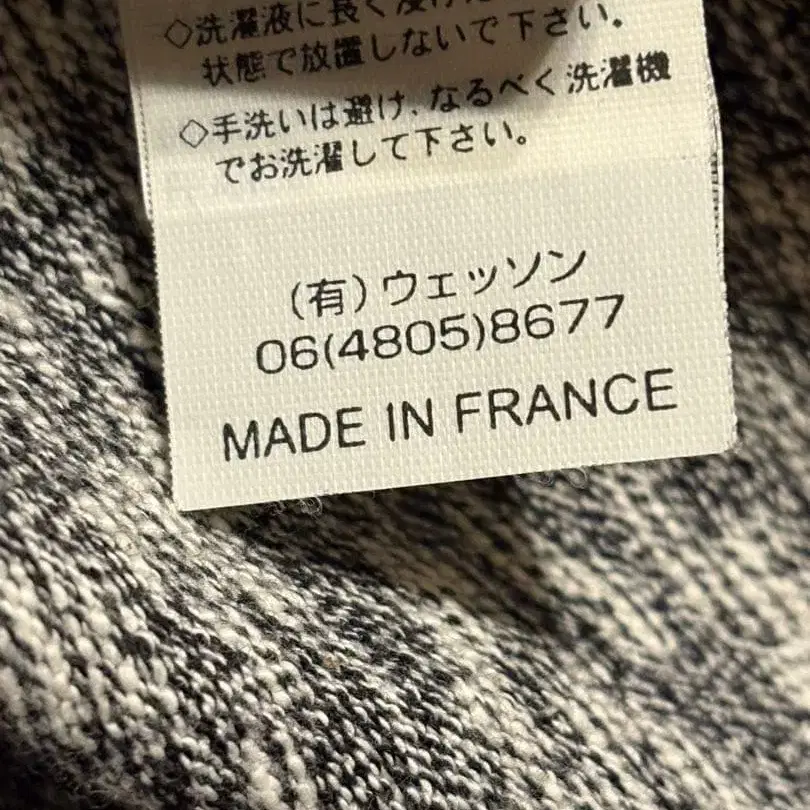 ◇洗濯液に長く浸けた
状態で放置しないで下さい。
◇手洗いは避け、なるべく洗濯機
でお洗濯して下さい。
(有)ウェッソン
06(4805)8677
MADE IN FRANCE